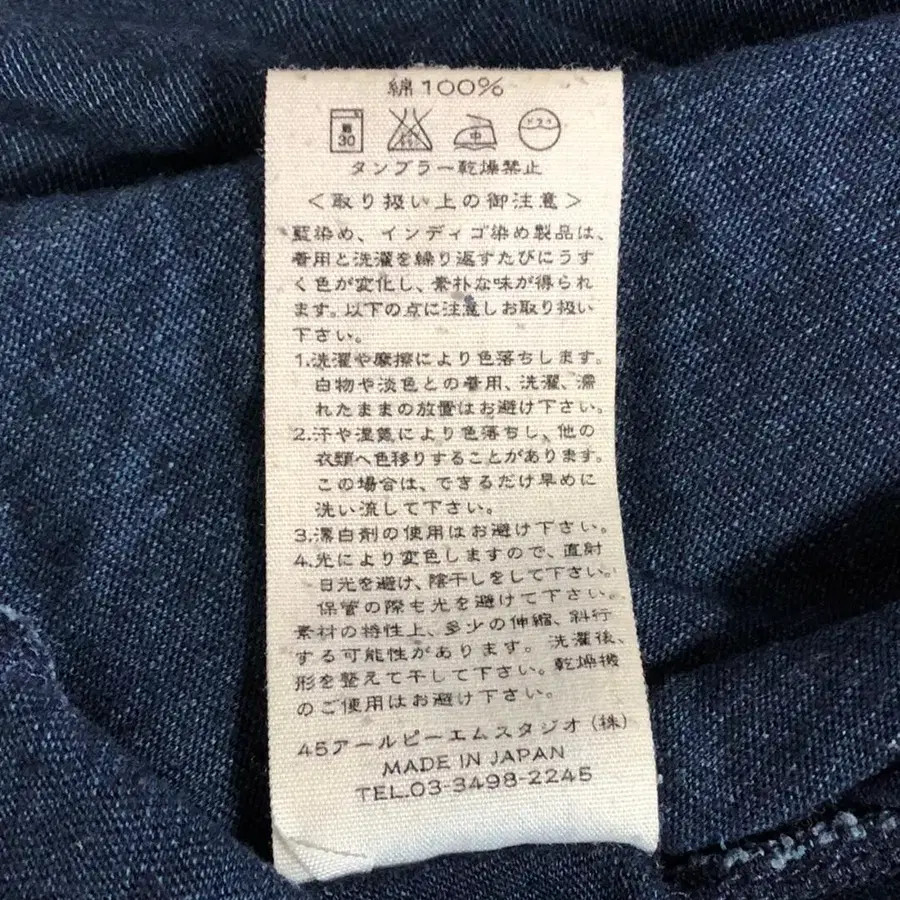 綿100%
弱
30
エンソ
サラシ
中
ドライ
タンブラー乾燥禁止
<取り扱い上の御注意>
藍染め、インディゴ染め製品は、
着用と洗濯を繰り返すたびにうす
く色が変化し、素朴な味が得られ
ます。以下の点に注意しお取り扱い
下さい。
1.洗濯や摩擦により色落ちします。
白物や淡色との着用、洗濯、濡
れたままの放置はお避け下さい。
2.汗や湿気により色落ちし、他の
衣類へ色移りすることがあります。
この場合は、できるだけ早めに
洗い流して下さい。
3.漂白剤の使用はお避け下さい。
4.光により変色しますので、直射
日光を避け、陰干しをして下さい。
保管の際も光を避けて下さい。
素材の特性上、多少の伸縮、斜行
する可能性があります。洗濯後、
形を整えて干して下さい。乾燥機
のご使用はお避け下さい。
45アールピーエムスタジオ(株)
MADE IN JAPAN
TEL.03-3498-2245